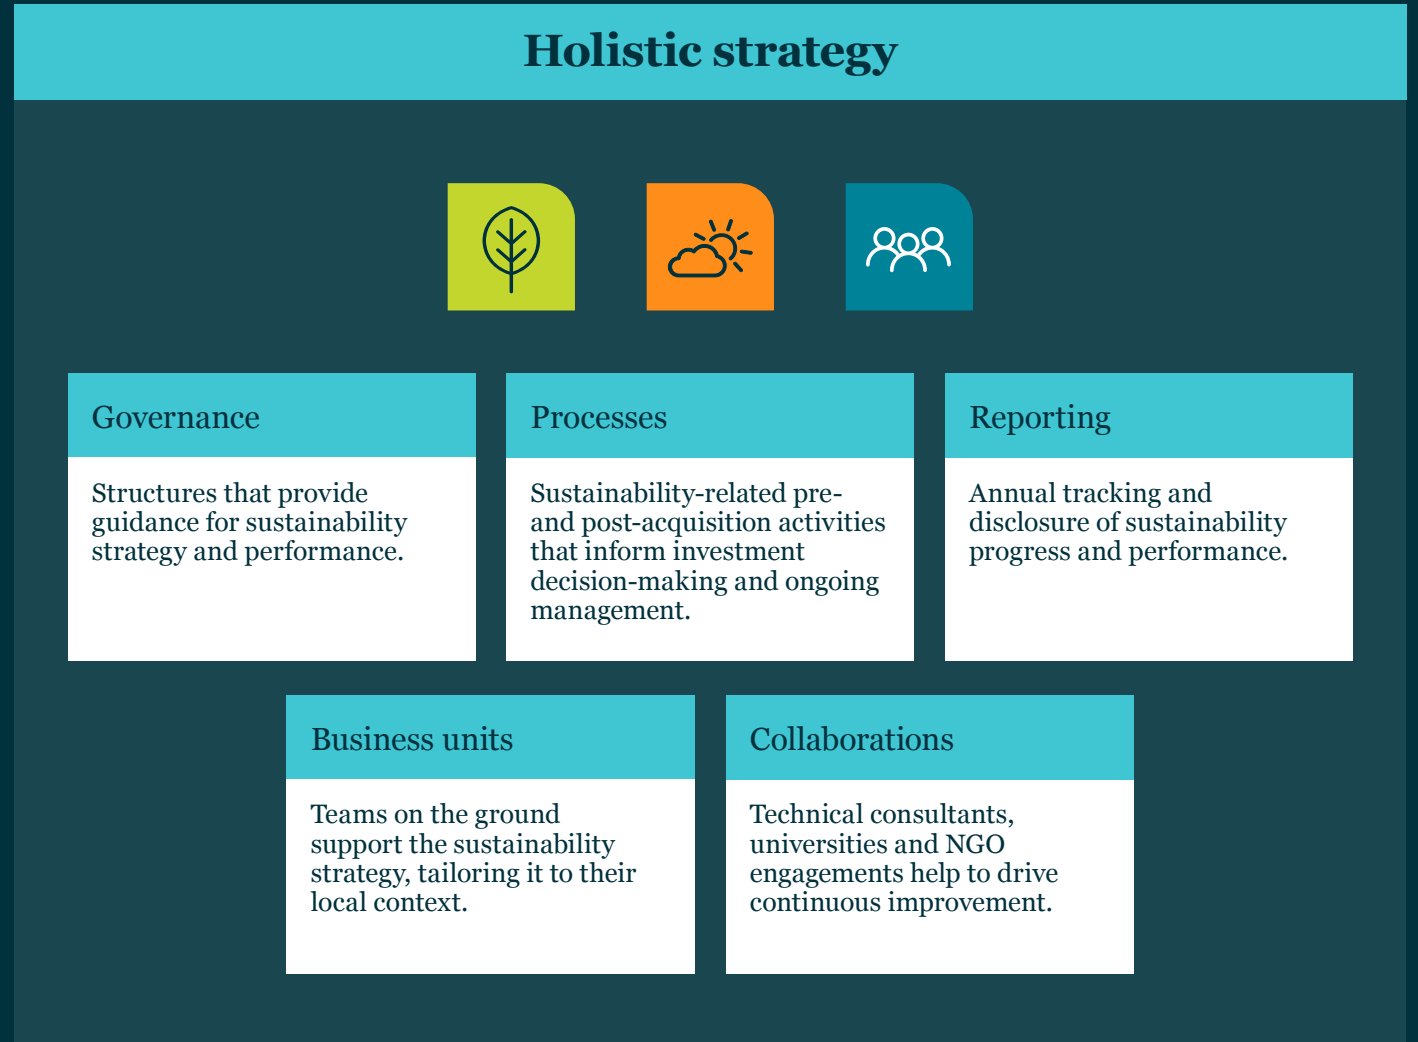 Holistic strategy
Governance
Structures that provide
guidance for sustainability
strategy and performance.
Processes
Sustainability-related pre-
and post-acquisition activities
that inform investment
decision-making and ongoing
management.
Reporting
Annual tracking and
disclosure of sustainability
progress and performance.
Business units
Teams on the ground
support the sustainability
strategy, tailoring it to their
local context.
Collaborations
Technical consultants,
universities and NGO
engagements help to drive
continuous improvement.